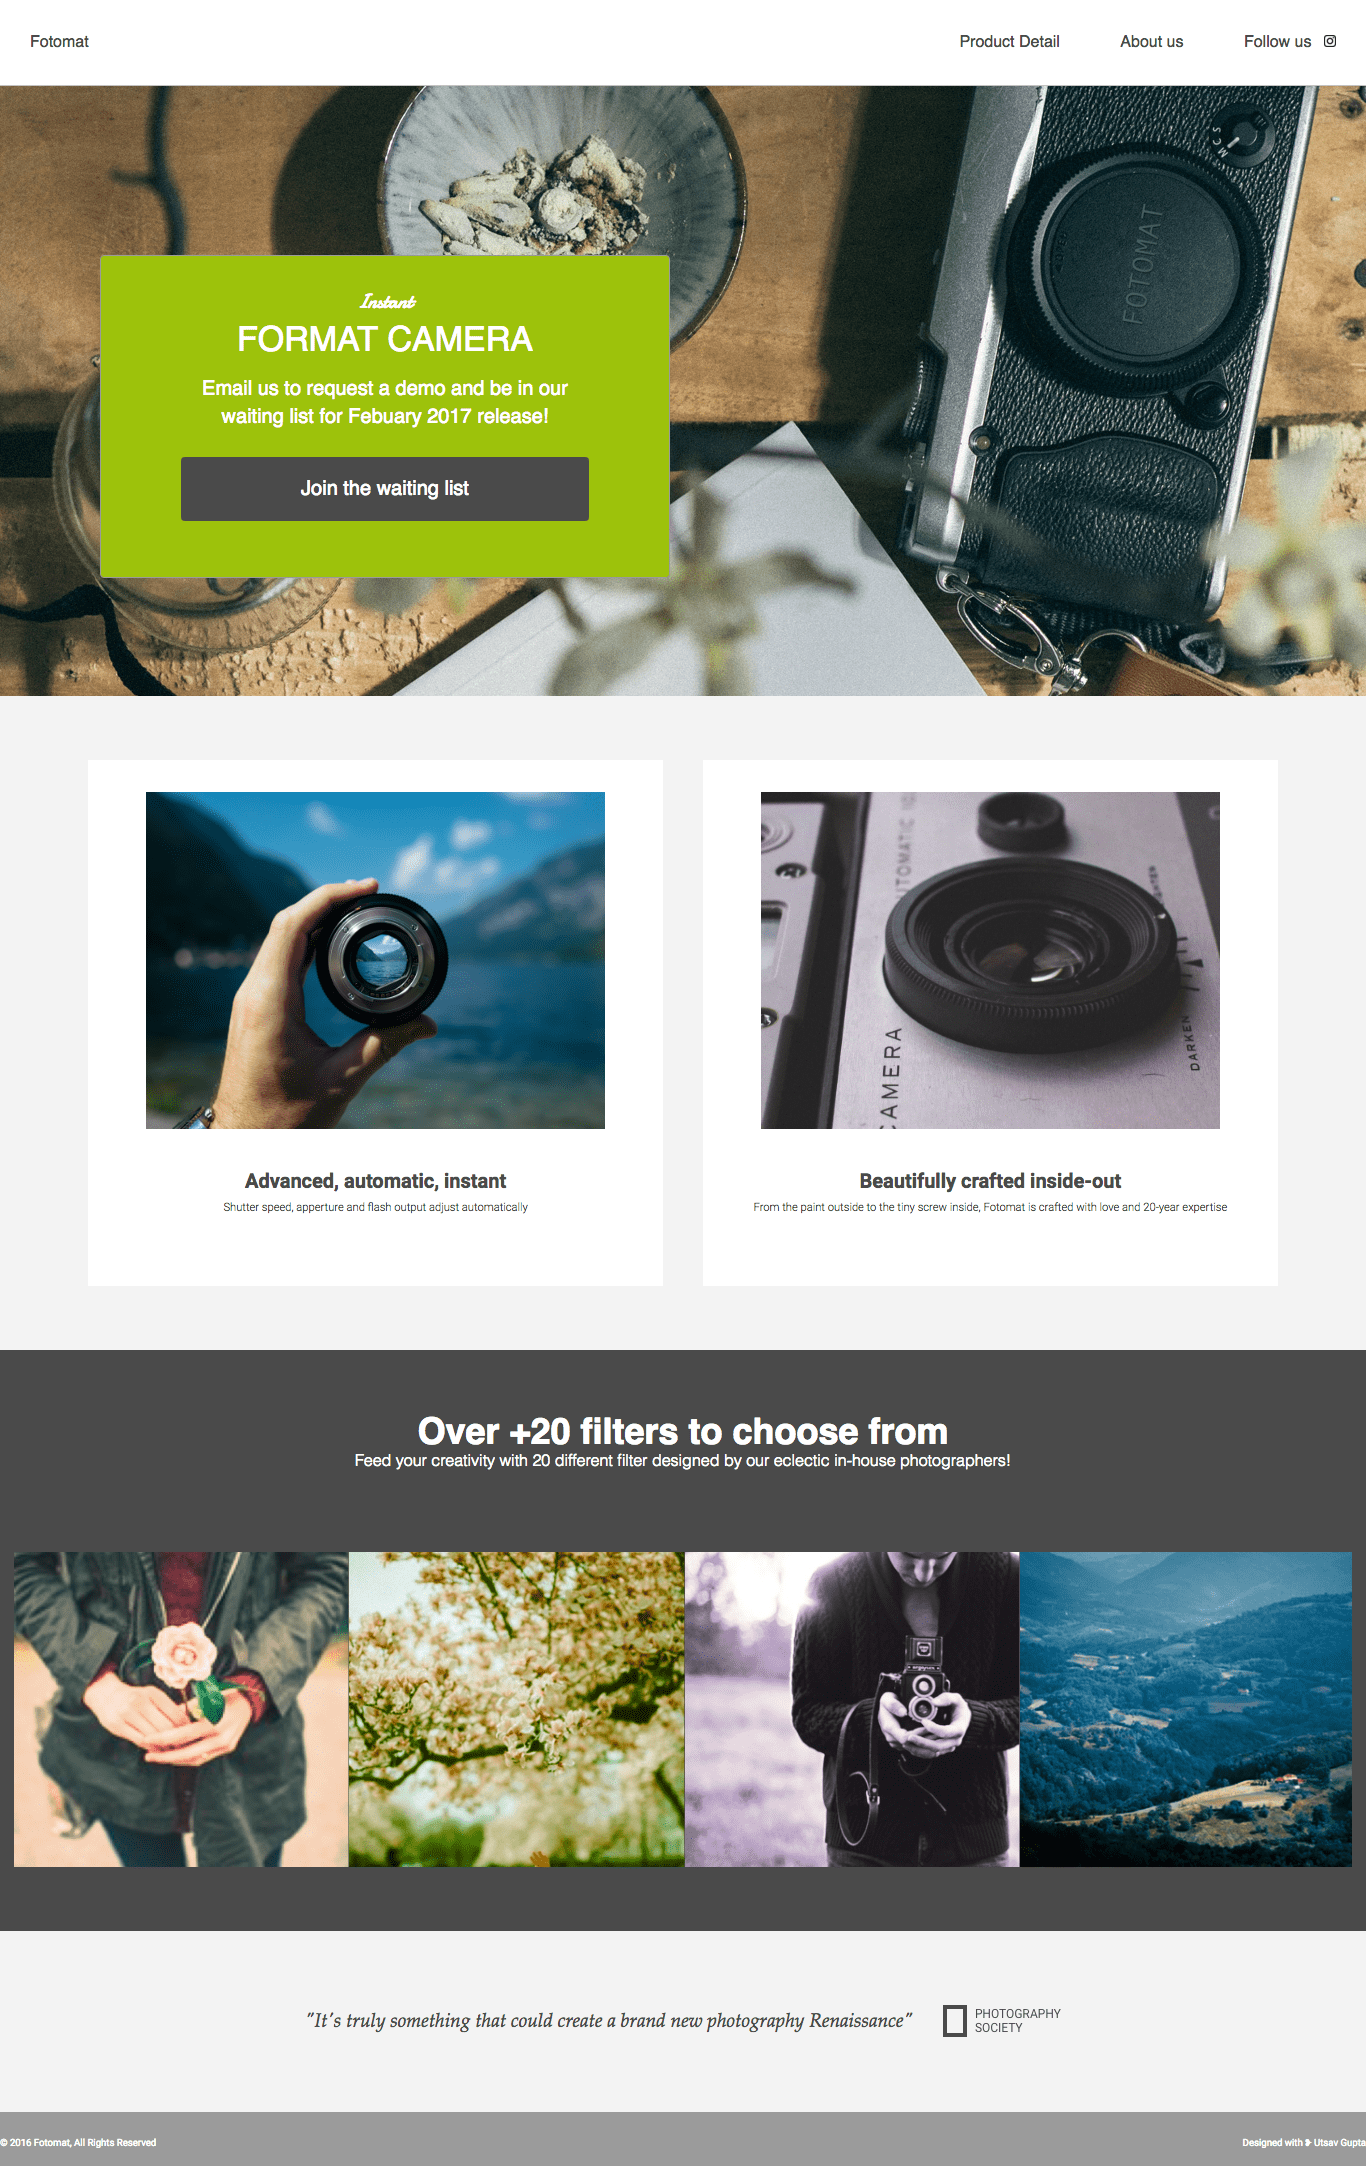 Fotomat
Product Detail
About us
Follow us
MCS
FOTOMAT
Instant
FORMAT CAMERA
Email us to request a demo and be in our
waiting list for Febuary 2017 release!
Join the waiting list
AUTOMATIC
CAMERA
DARKEN
Advanced, automatic, instant
Shutter speed, apperture and flash output adjust automatically
Beautifully crafted inside-out
From the paint outside to the tiny screw inside, Fotomat is crafted with love and 20-year expertise
Over +20 filters to choose from
Feed your creativity with 20 different filter designed by our eclectic in-house photographers!
"It's truly something that could create a brand new photography Renaissance"
PHOTOGRAPHY
SOCIETY
© 2016 Fotomat, All Rights Reserved
Designed with Utsav Gupta